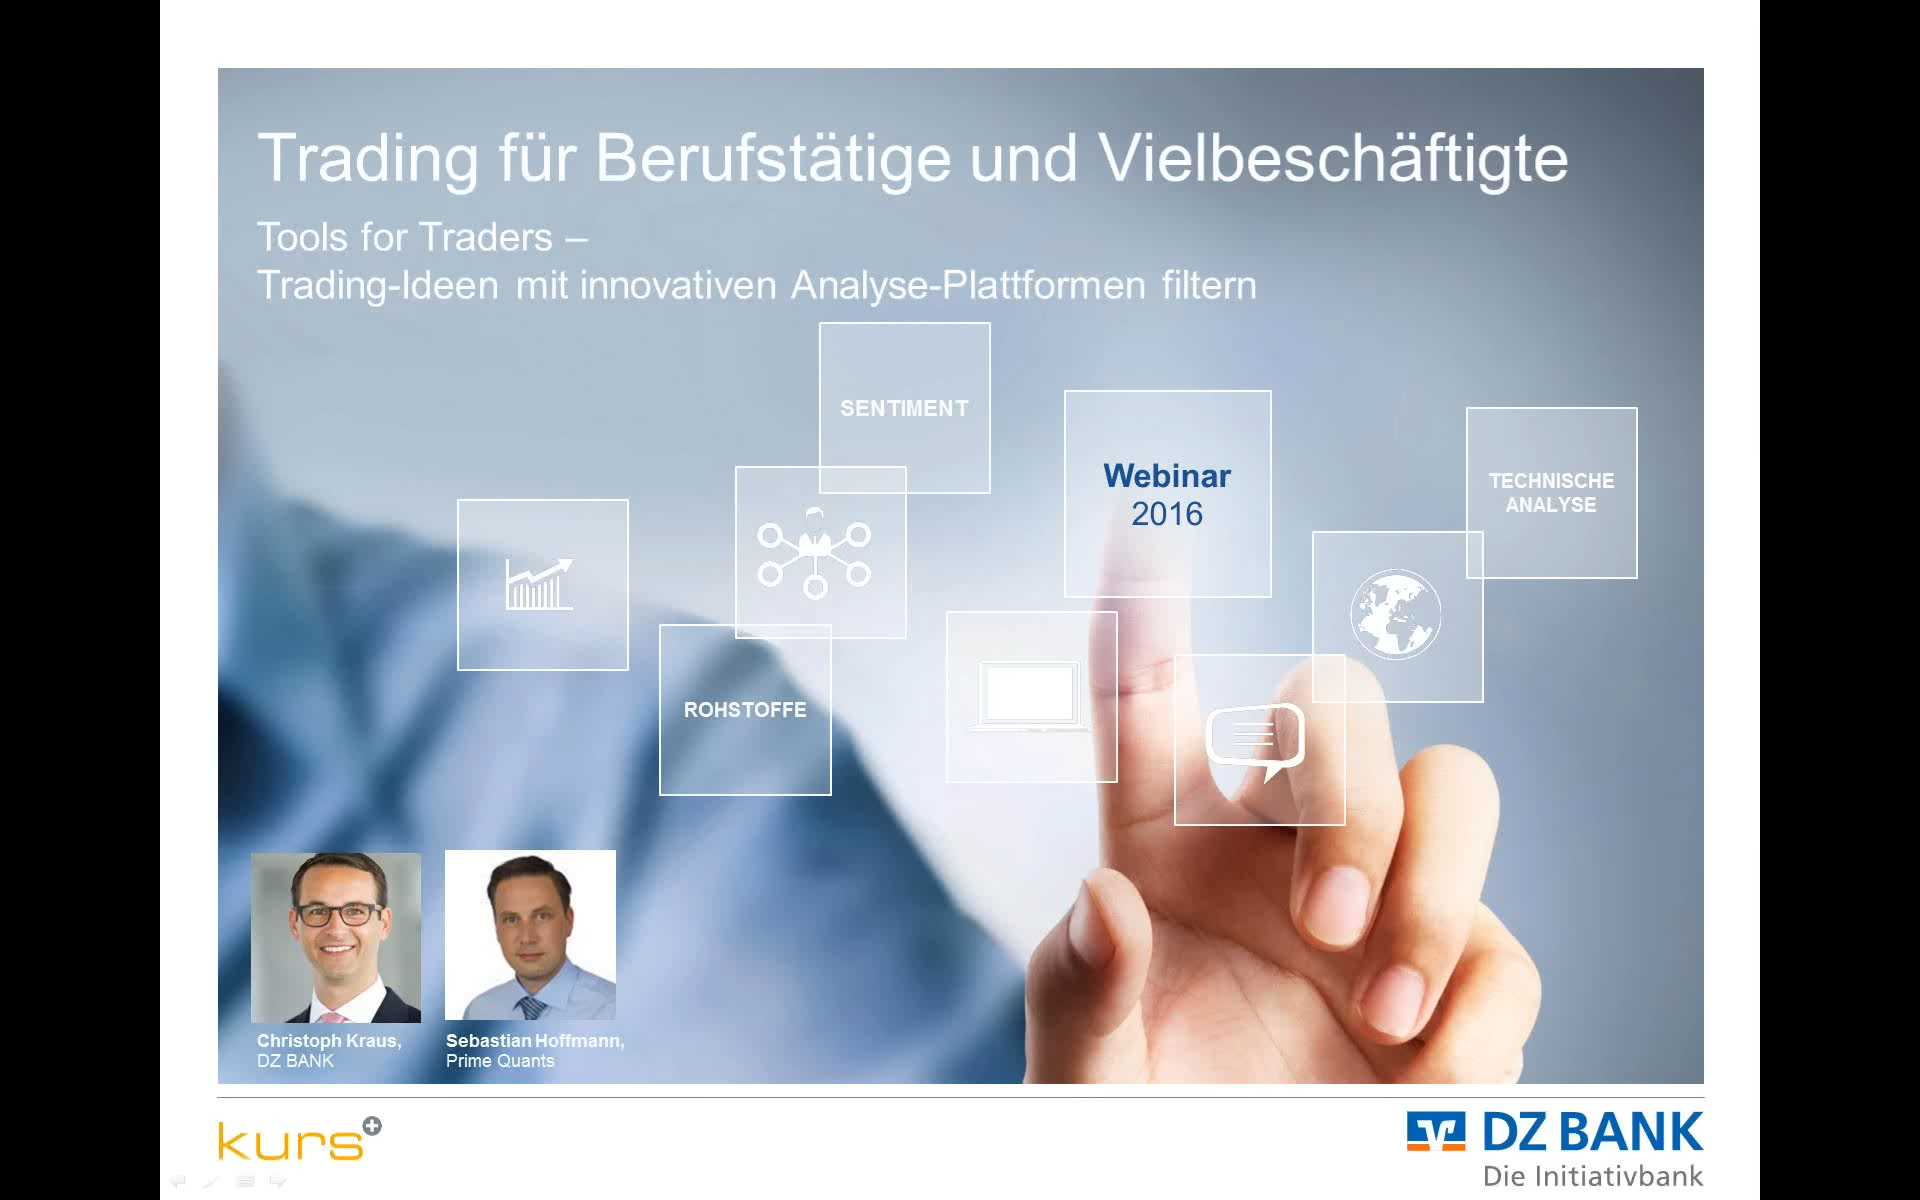 Trading für Berufstätige und Vielbeschäftigte
Tools for Traders –
Trading-Ideen mit innovativen Analyse-Plattformen filtern
SENTIMENT
Webinar
2016
TECHNISCHE
ANALYSE
ROHSTOFFE
Christoph Kraus,
DZ BANK
Sebastian Hoffmann,
Prime Quants
kurs+
DZ BANK
Die Initiativbank